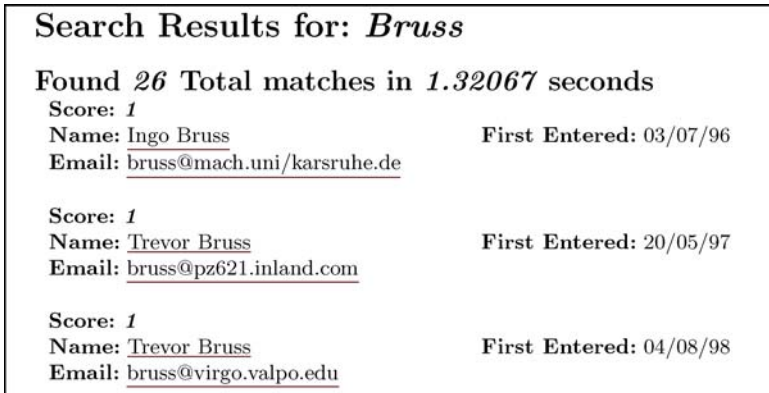 Search Results for: Bruss
Found 26 Total matches in 1.32067 seconds
Score: 1
Name: Ingo Bruss First Entered: 03/07/96
Email: bruss@mach.uni/karsruhe.de
Score: 1
Name: Trevor Bruss First Entered: 20/05/97
Email: bruss@pz621.inland.com
Score: 1
Name: Trevor Bruss First Entered: 04/08/98
Email: bruss@virgo.valpo.edu